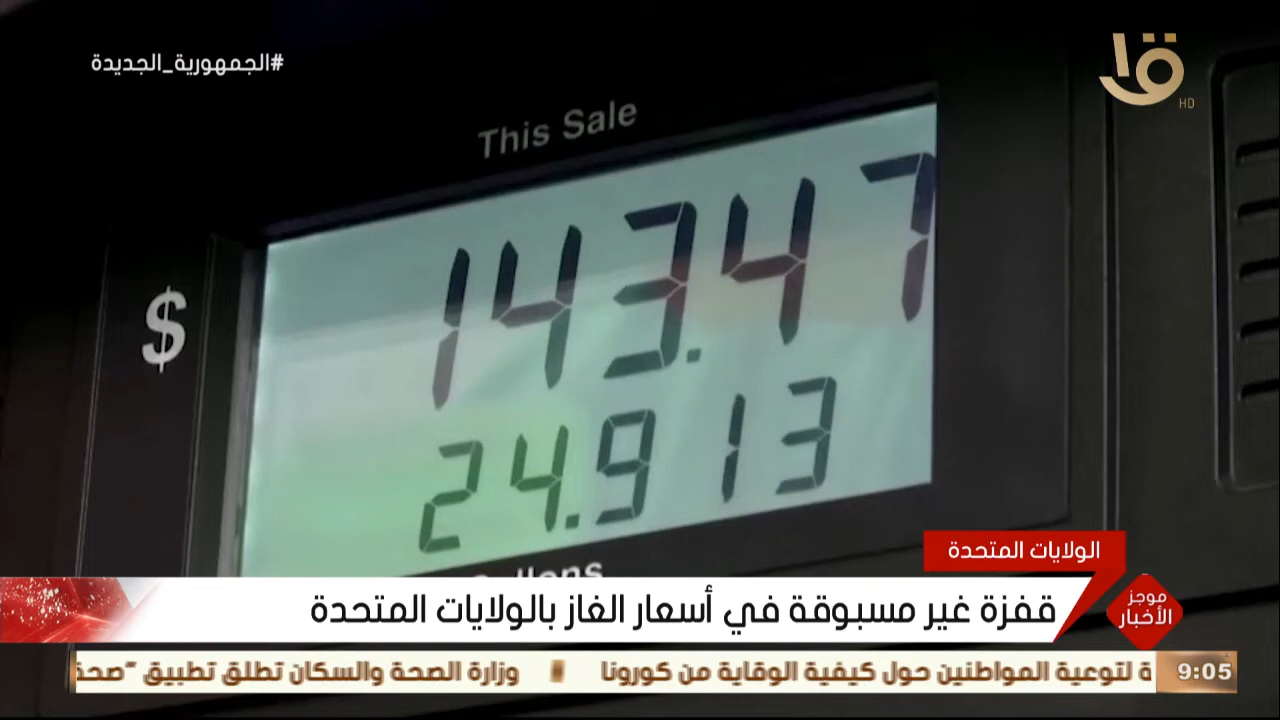 #الجمهورية_الجديدة
HD
This Sale
$
143.47
24.913
الولايات المتحدة
قفزة غير مسبوقة في أسعار الغاز بالولايات المتحدة
موجز
الأخبار
ة لتوعية المواطنين حول كيفية الوقاية من كورونا وزارة الصحة والسكان تطلق تطبيق "صحة
9:05